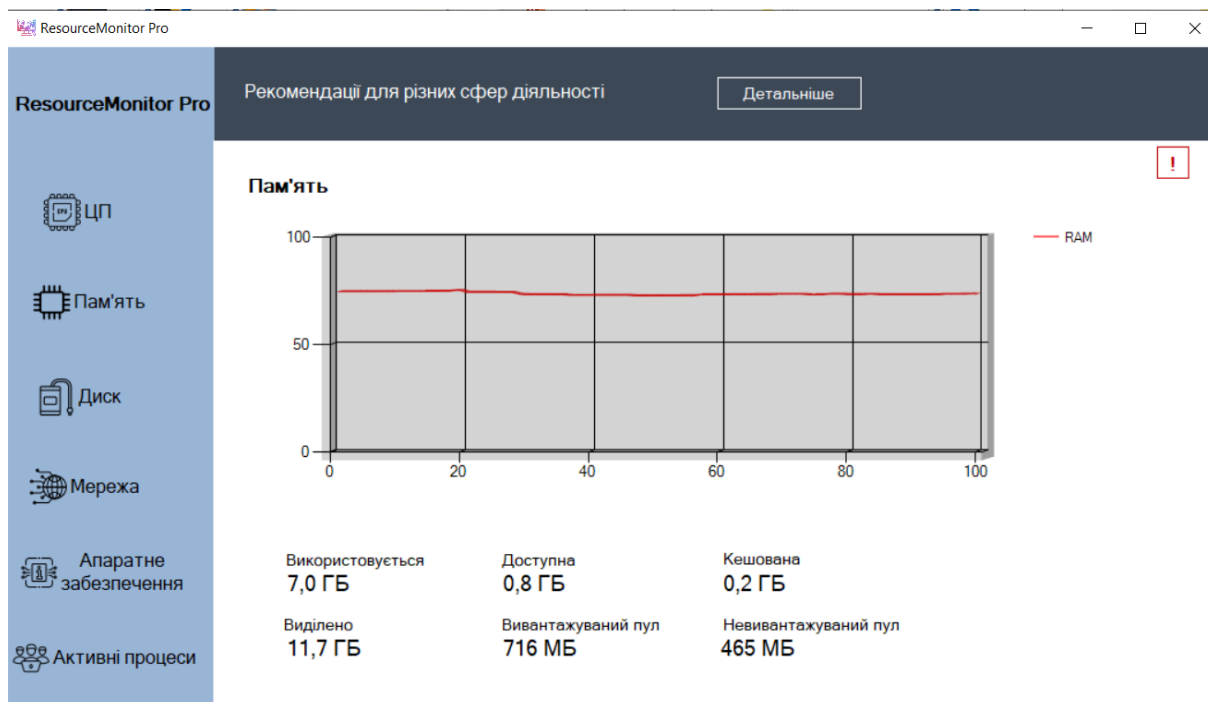 ResourceMonitor Pro
ResourceMonitor Pro
Рекомендації для різних сфер діяльності
Детальніше
ЦП
Пам'ять
Диск
Мережа
Апаратне
забезпечення
Активні процеси
!
Пам'ять
100
50
0
0 20 40 60 80 100
RAM
Використовується Доступна Кешована
7,0 ГБ 0,8 ГБ 0,2 ГБ
Виділено Вивантажуваний пул Невивантажуваний пул
11,7 ГБ 716 МБ 465 МБ